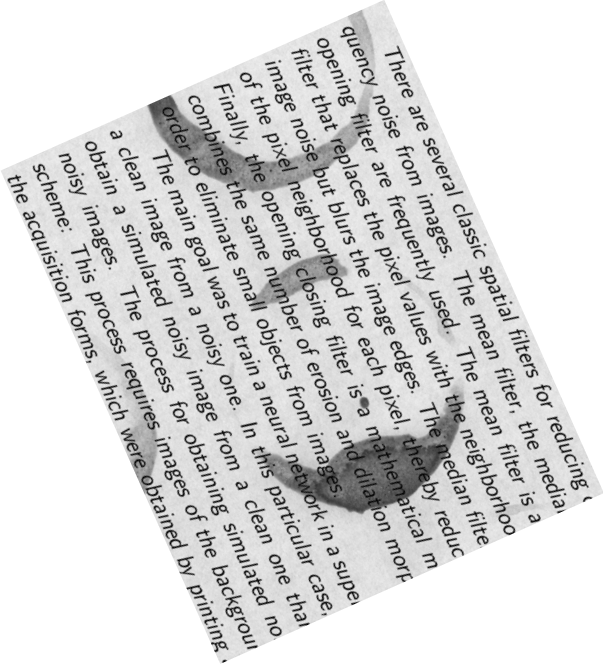 There are several classic spatial filters for reducing
quency noise from images. The mean filter, the media
opening filter are frequently used. The mean filter is a
filter that replaces the pixel values with the neighborhoo
image noise but blurs the image edges. The median filte
of the pixel neighborhood for each pixel, thereby reduc
Finally, the opening closing filter is a mathematical m
combines the same number of erosion and dilation morp
order to eliminate small objects from images.
The main goal was to train a neural network in a supe
a clean image from a noisy one. In this particular case,
obtain a simulated noisy image from a clean one tha
noisy images. The process for obtaining simulated no
scheme: This process requires images of the backgroun
the acquisition forms, which were obtained by printing